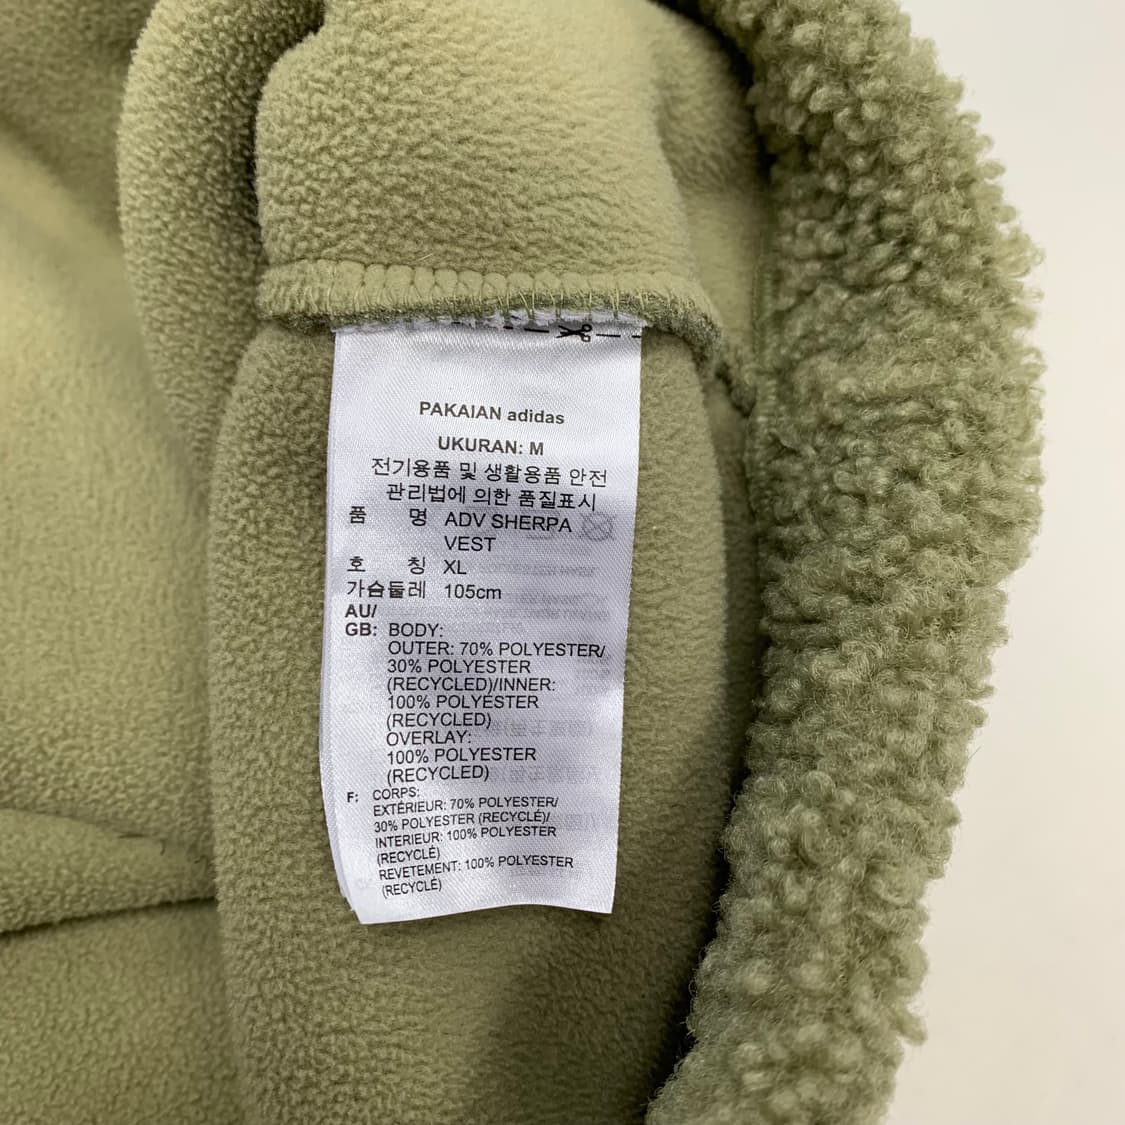 PAKAIAN adidas
UKURAN: M
전기용품 및 생활용품 안전
관리법에 의한 품질표시
품 명 ADV SHERPA
VEST
호 칭 XL
가슴둘레 105cm
AU/
GB: BODY:
OUTER: 70% POLYESTER/
30% POLYESTER
(RECYCLED)/INNER:
100% POLYESTER
(RECYCLED)
OVERLAY:
100% POLYESTER
(RECYCLED)
F: CORPS:
EXTÉRIEUR: 70% POLYESTER/
30% POLYESTER (RECYCLÉ)/
INTERIEUR: 100% POLYESTER
(RECYCLÉ)
REVETEMENT: 100% POLYESTER
(RECYCLÉ)